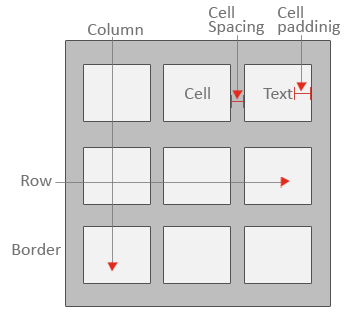 Column
Cell
Spacing
Cell
paddinig
Cell
Text
Row
Border